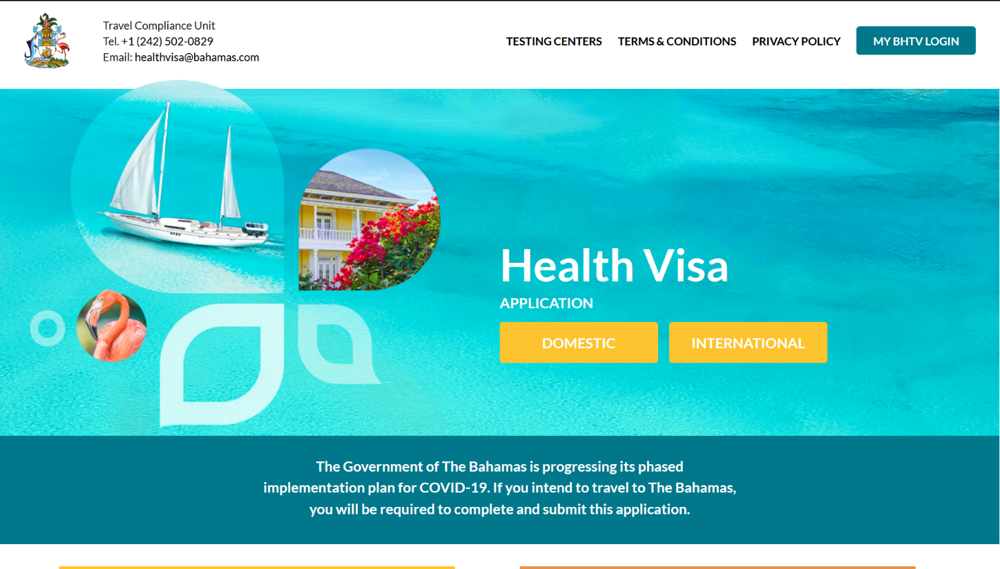 Travel Compliance Unit
Tel. +1 (242) 502-0829
Email: healthvisa@bahamas.com
TESTING CENTERS
TERMS & CONDITIONS
PRIVACY POLICY
MY BHTV LOGIN
Health Visa
APPLICATION
DOMESTIC
INTERNATIONAL
The Government of The Bahamas is progressing its phased
implementation plan for COVID-19. If you intend to travel to The Bahamas,
you will be required to complete and submit this application.